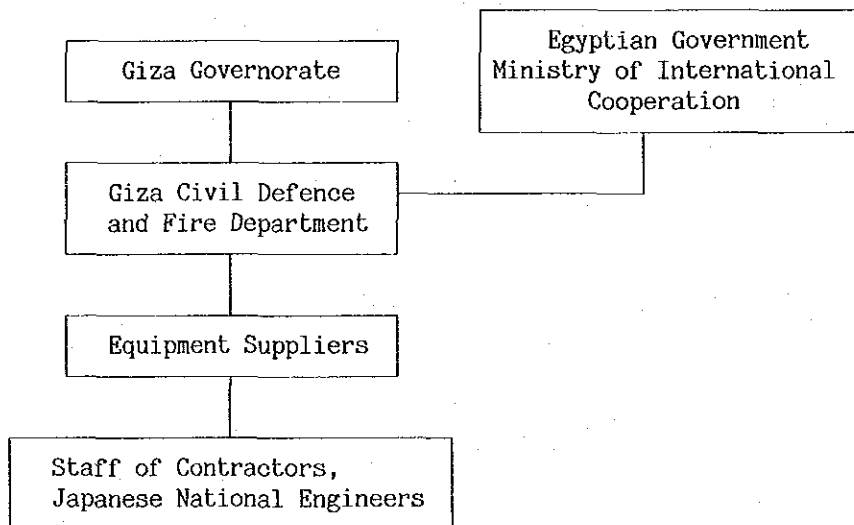 Giza Governorate
Egyptian Government
Ministry of International
Cooperation
Giza Civil Defence
and Fire Department
Equipment Suppliers
Staff of Contractors,
Japanese National Engineers